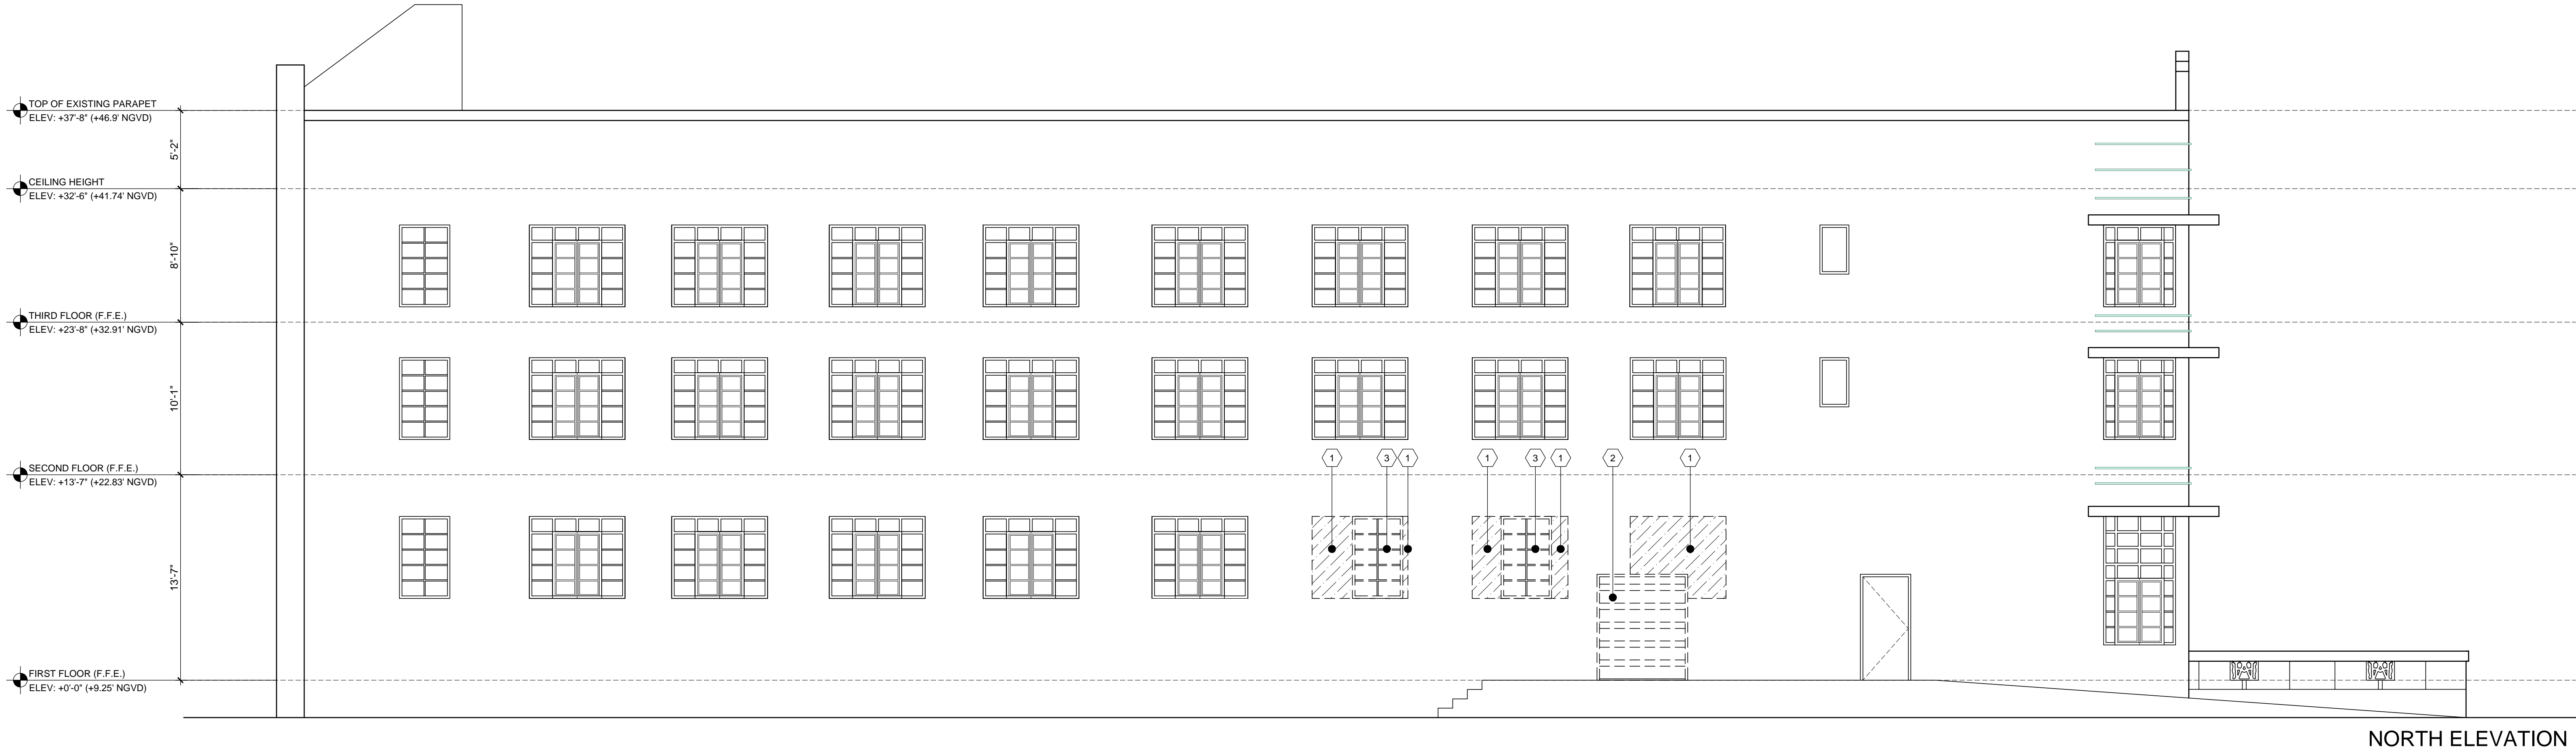 TOP OF EXISTING PARAPET
ELEV: +37'-8" (+46.9' NGVD)
5'-2"
CEILING HEIGHT
ELEV: +32'-6" (+41.74' NGVD)
8'-10"
THIRD FLOOR (F.F.E.)
ELEV: +23'-8" (+32.91' NGVD)
10'-1"
1 3 1 1 3 1 2 1
SECOND FLOOR (F.F.E.)
ELEV: +13'-7" (+22.83' NGVD)
13'-7"
FIRST FLOOR (F.F.E.)
ELEV: +0'-0" (+9.25' NGVD)
NORTH ELEVATION